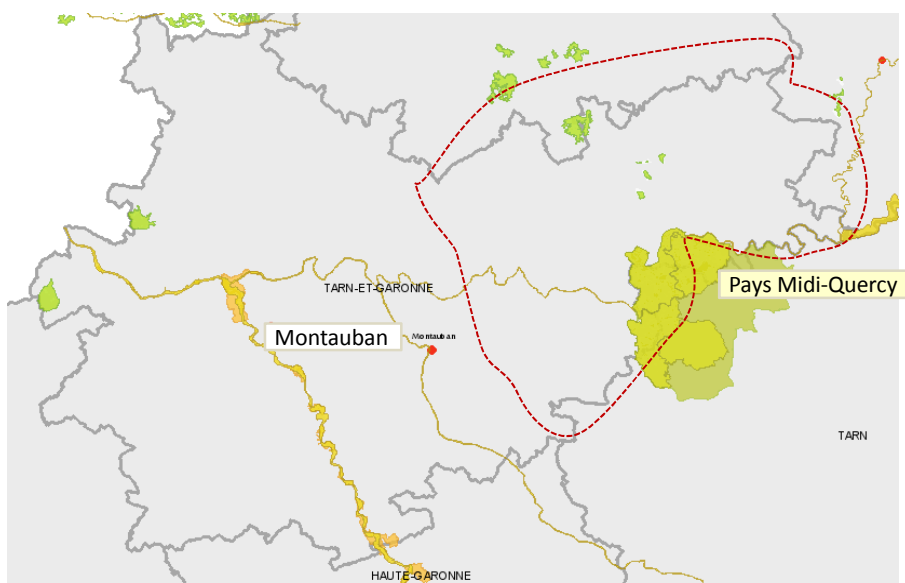 Pays Midi-Quercy
TARN-ET-GARONNE
Montauban
Montauban
TARN
HAUTE-GARONNE